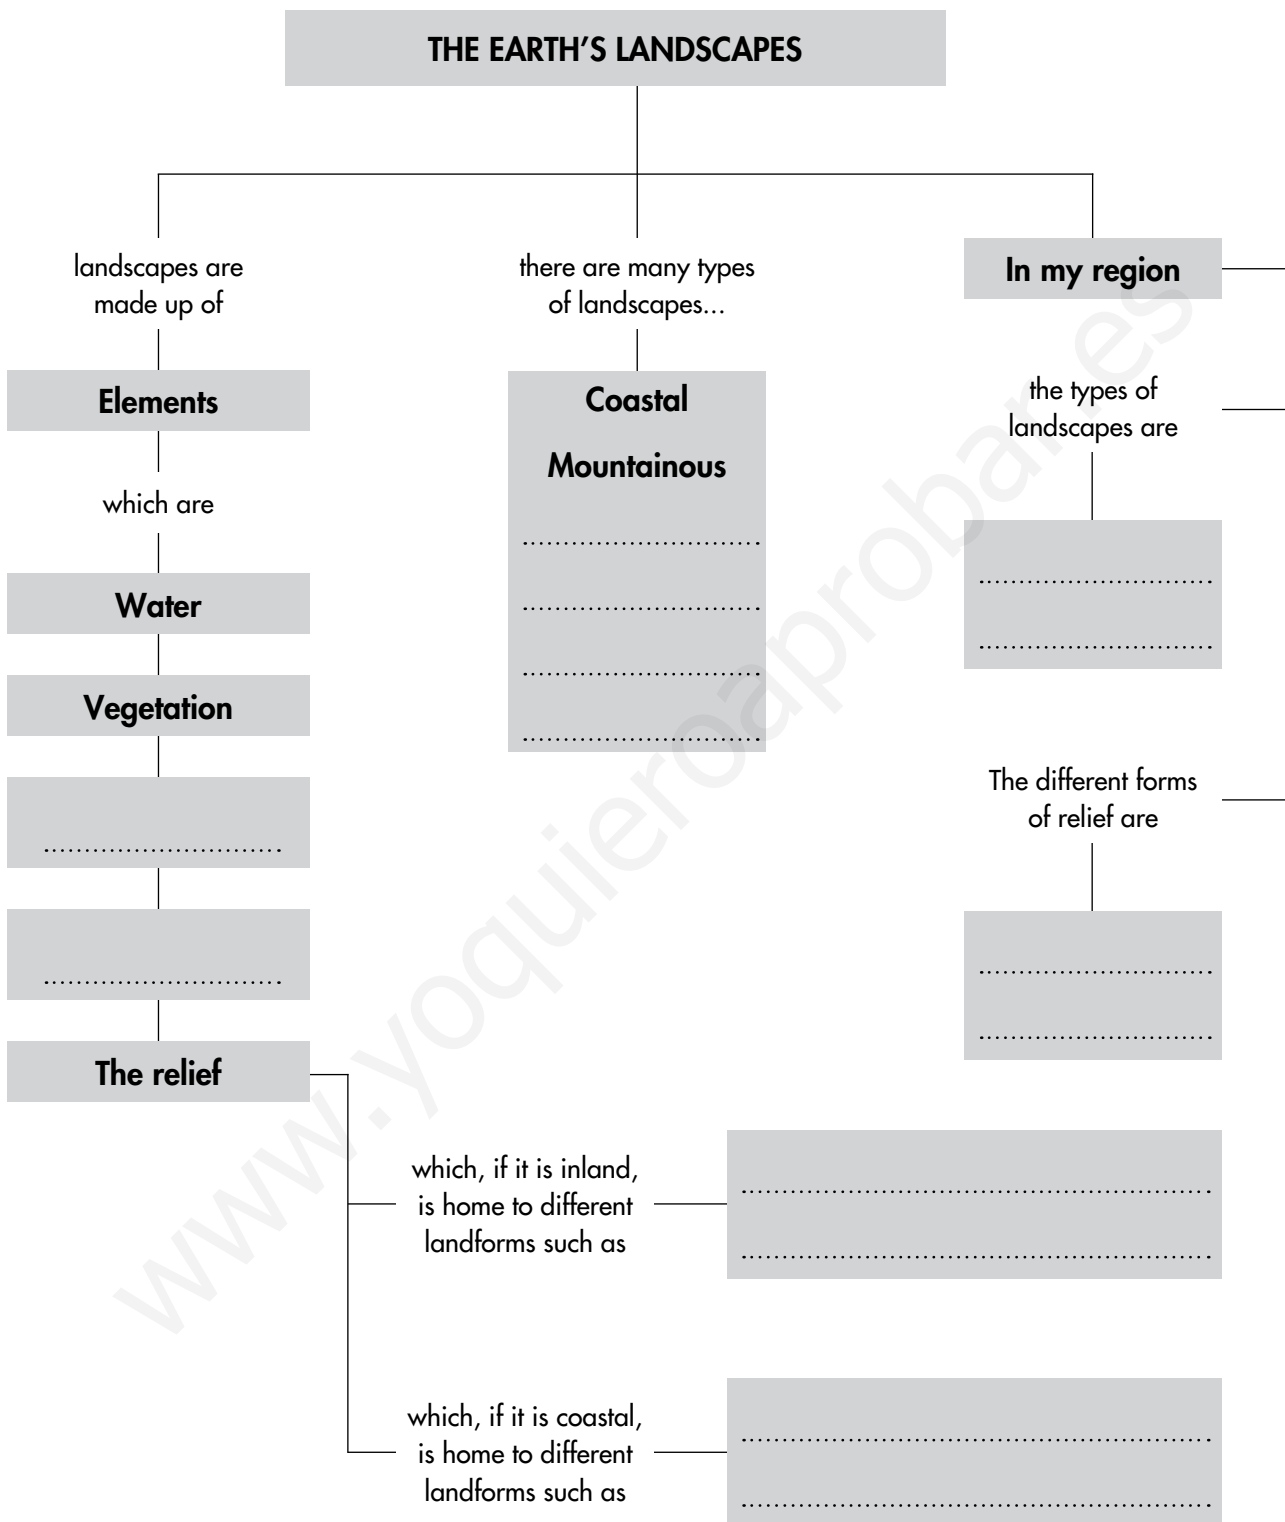 THE EARTH’S LANDSCAPES
landscapes are
made up of
Elements
which are
Water
Vegetation
............................
............................
The relief
there are many types
of landscapes...
Coastal
Mountainous
............................
............................
............................
............................
In my region
the types of
landscapes are
............................
............................
The different forms
of relief are
............................
............................
which, if it is inland,
is home to different
landforms such as
........................................................
........................................................
which, if it is coastal,
is home to different
landforms such as
........................................................
........................................................
www.yoquieroaprobar.es